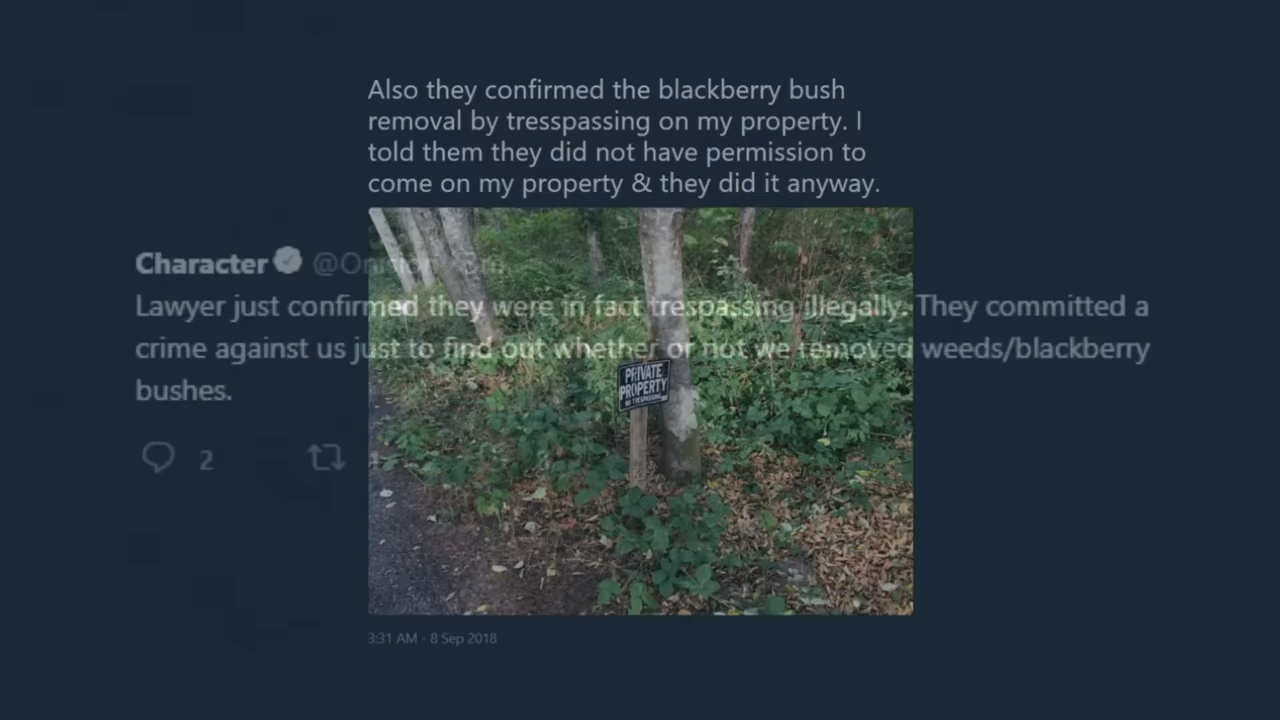 Also they confirmed the blackberry bush
removal by tresspassing on my property. I
told them they did not have permission to
come on my property & they did it anyway.
Character
Lawyer just confirmed they were in fact trespassing illegally. They committed a
crime against us just to find out whether or not we removed weeds/blackberry
bushes.
PRIVATE
PROPERTY
NO TRESPASSING
2
3:31 AM · 8 Sep 2018